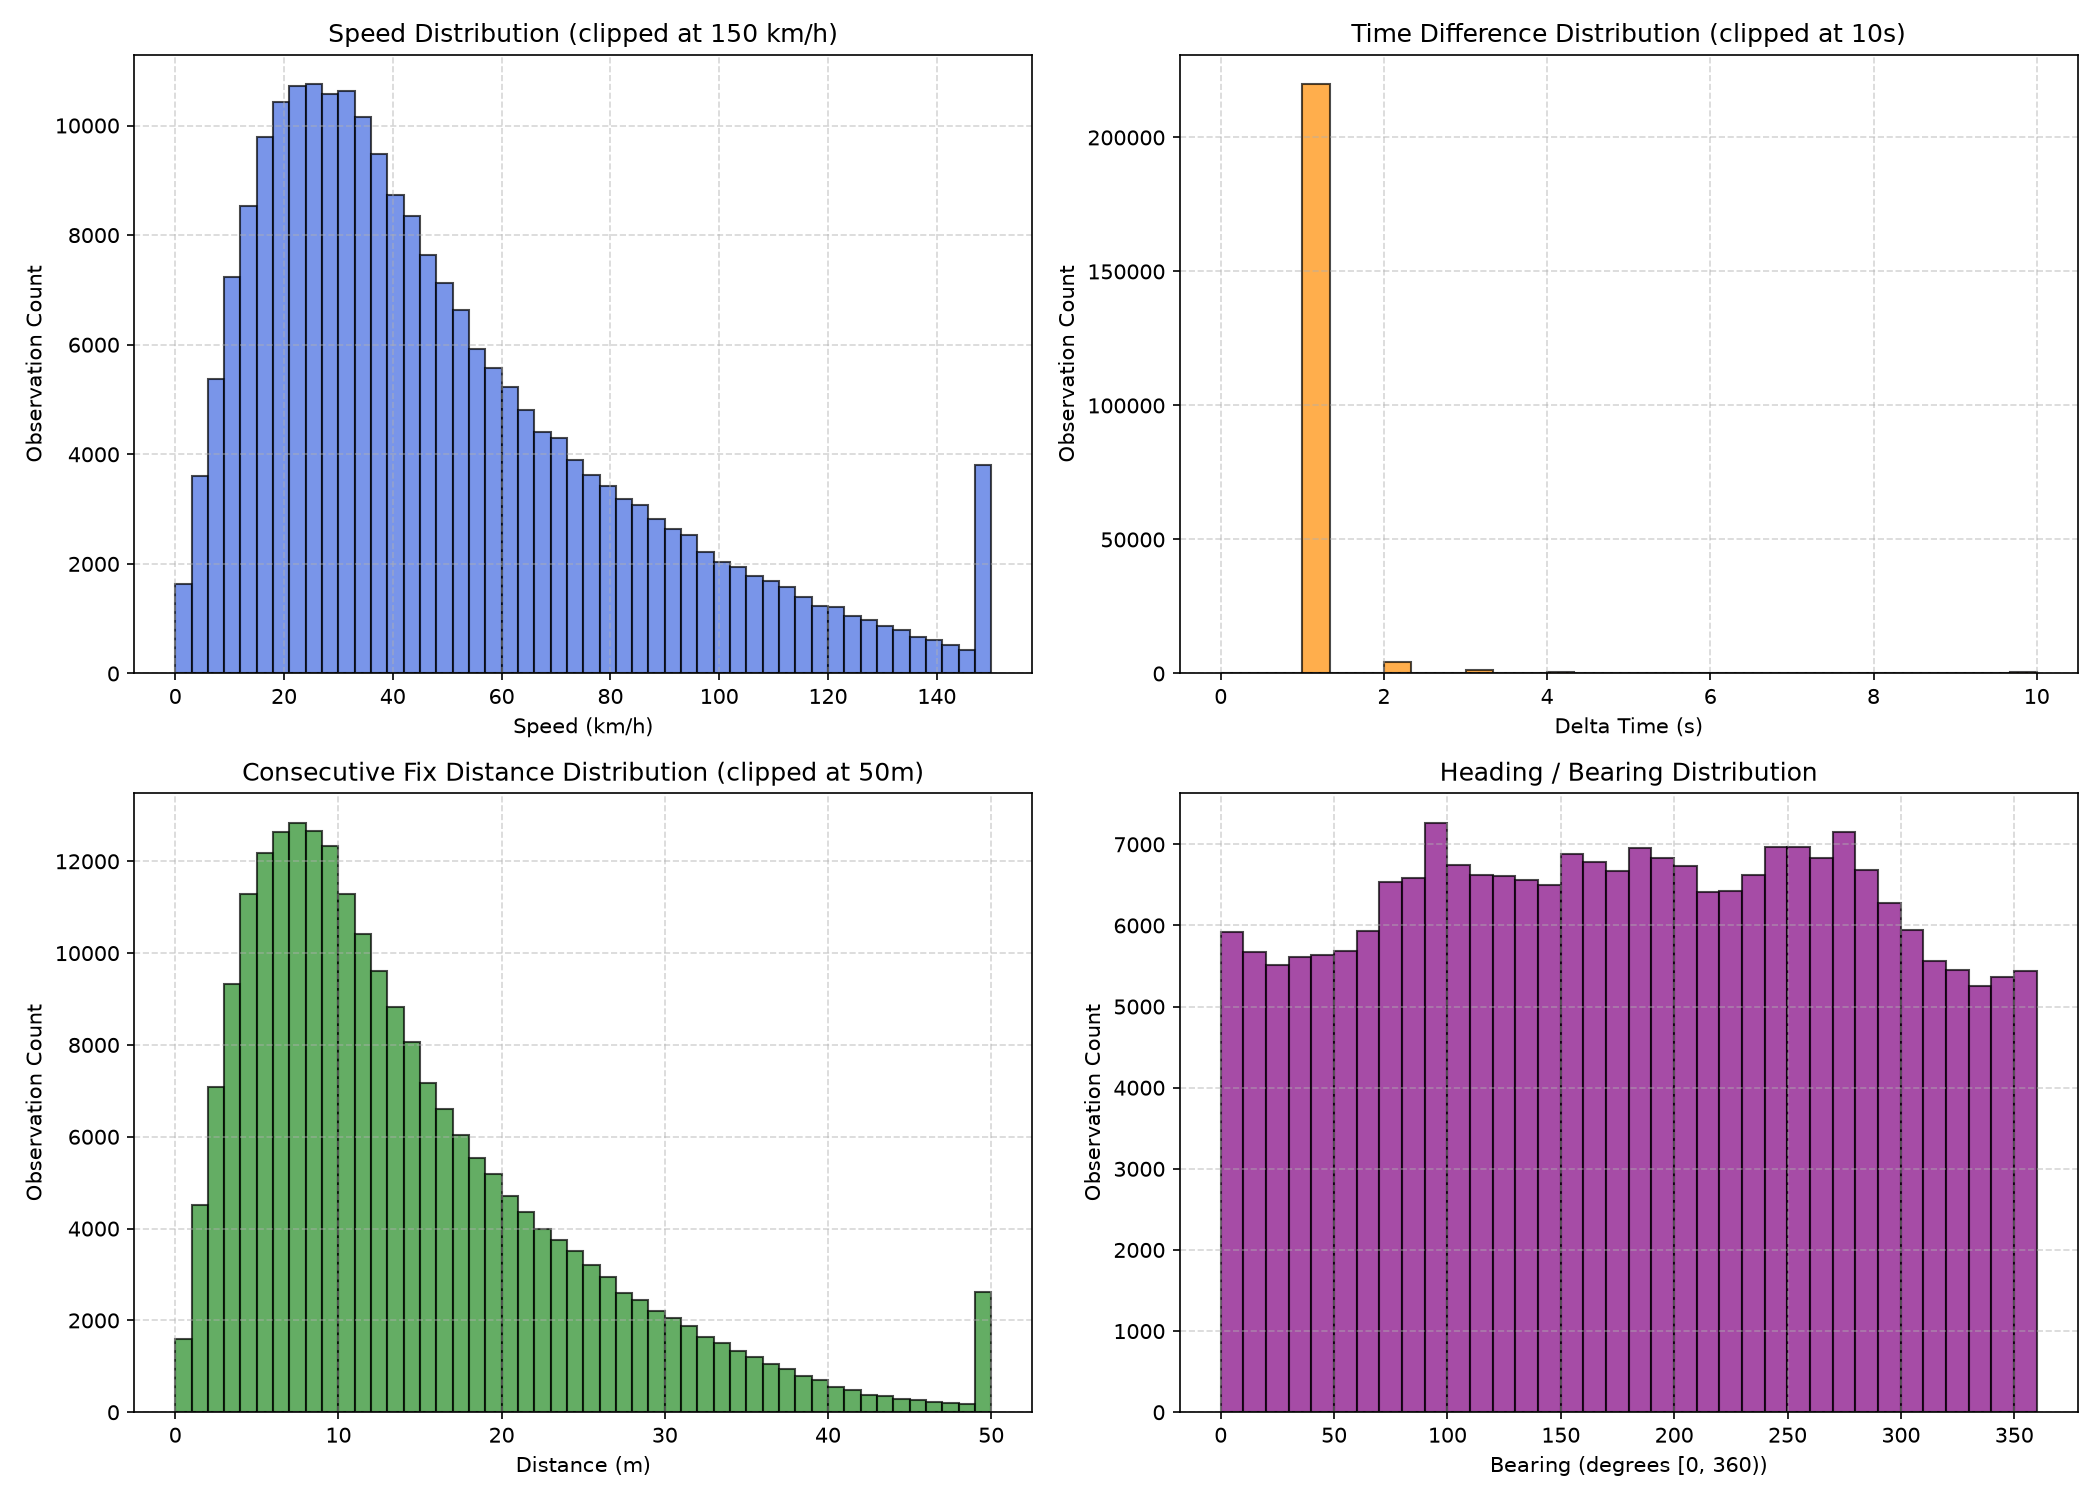 Speed Distribution (clipped at 150 km/h)
Observation Count
10000
8000
6000
4000
2000
0
0 20 40 60 80 100 120 140
Speed (km/h)
Time Difference Distribution (clipped at 10s)
Observation Count
200000
150000
100000
50000
0
0 2 4 6 8 10
Delta Time (s)
Consecutive Fix Distance Distribution (clipped at 50m)
Observation Count
12000
10000
8000
6000
4000
2000
0
0 10 20 30 40 50
Distance (m)
Heading / Bearing Distribution
Observation Count
7000
6000
5000
4000
3000
2000
1000
0
0 50 100 150 200 250 300 350
Bearing (degrees [0, 360))